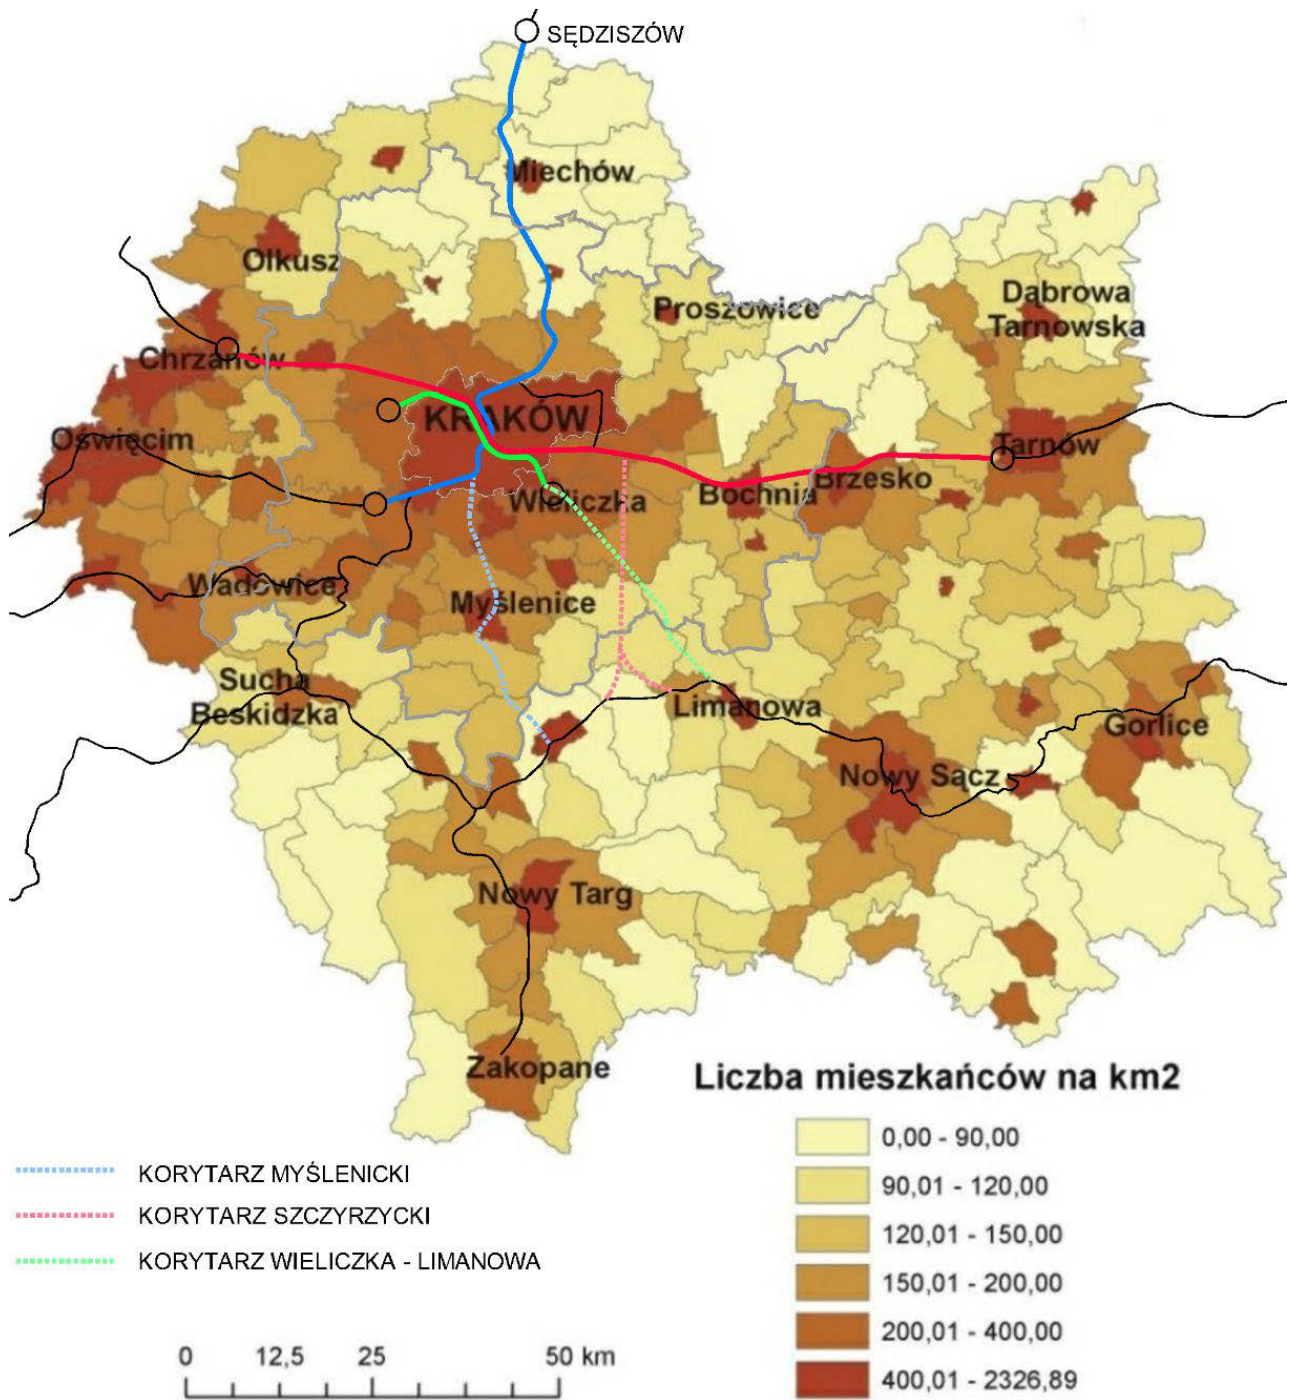 SĘDZISZÓW
Miechów
Olkusz
Proszowice
Dąbrowa
Tarnowska
Chrzanów
KRAKÓW
Oświęcim
Tarnów
Wieliczka
Bochnia
Brzesko
Wadowice
Myślenice
Sucha
Beskidzka
Limanowa
Gorlice
Nowy Sącz
Nowy Targ
Zakopane
Liczba mieszkańców na km2
0,00 - 90,00
90,01 - 120,00
120,01 - 150,00
150,01 - 200,00
200,01 - 400,00
400,01 - 2326,89
KORYTARZ MYŚLENICKI
KORYTARZ SZCZYRZYCKI
KORYTARZ WIELICZKA - LIMANOWA
0 12,5 25 50 km